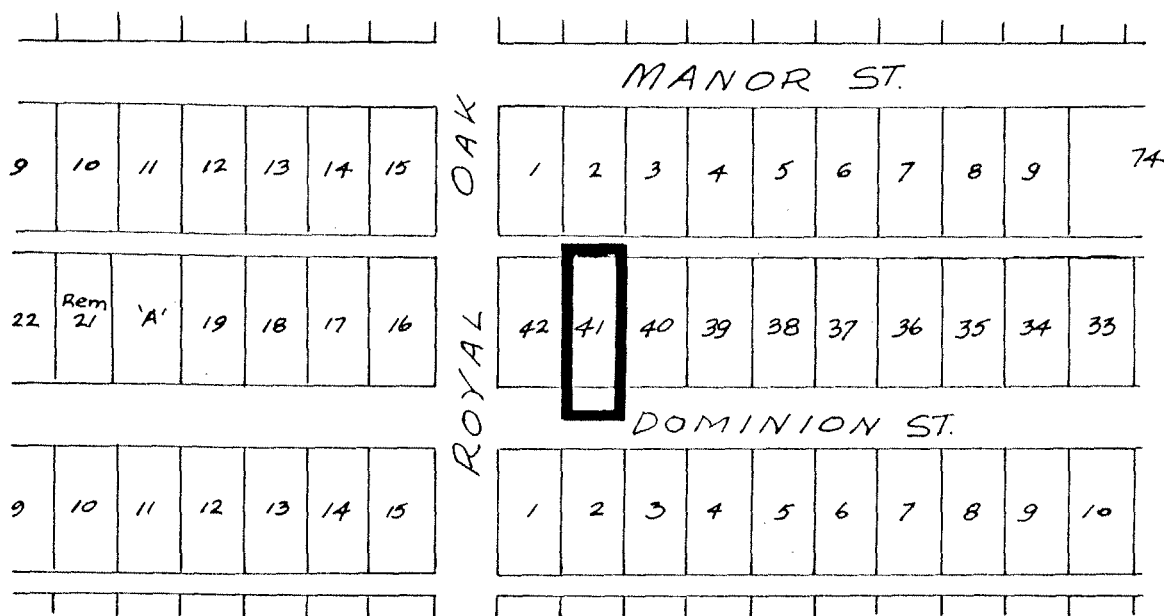 MANOR ST.
ROYAL OAK
9 10 11 12 13 14 15
1 2 3 4 5 6 7 8 9 74
22 Rem 21 'A' 19 18 17 16
42 41 40 39 38 37 36 35 34 33
DOMINION ST.
9 10 11 12 13 14 15
1 2 3 4 5 6 7 8 9 10